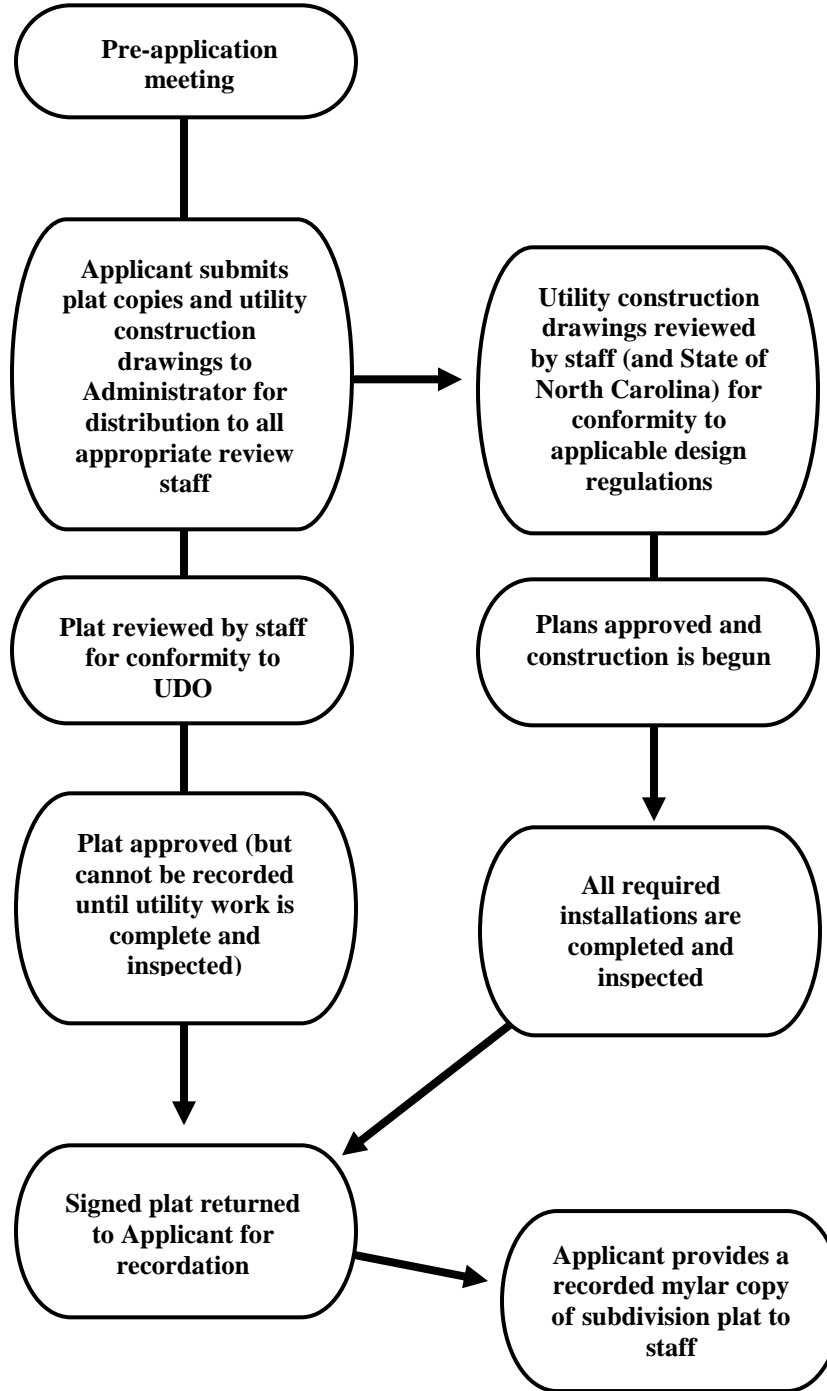 Pre-application
meeting
Applicant submits
plat copies and utility
construction
drawings to
Administrator for
distribution to all
appropriate review
staff
Utility construction
drawings reviewed
by staff (and State of
North Carolina) for
conformity to
applicable design
regulations
Plat reviewed by staff
for conformity to
UDO
Plans approved and
construction is begun
Plat approved (but
cannot be recorded
until utility work is
complete and
inspected)
All required
installations are
completed and
inspected
Signed plat returned
to Applicant for
recordation
Applicant provides a
recorded mylar copy
of subdivision plat to
staff